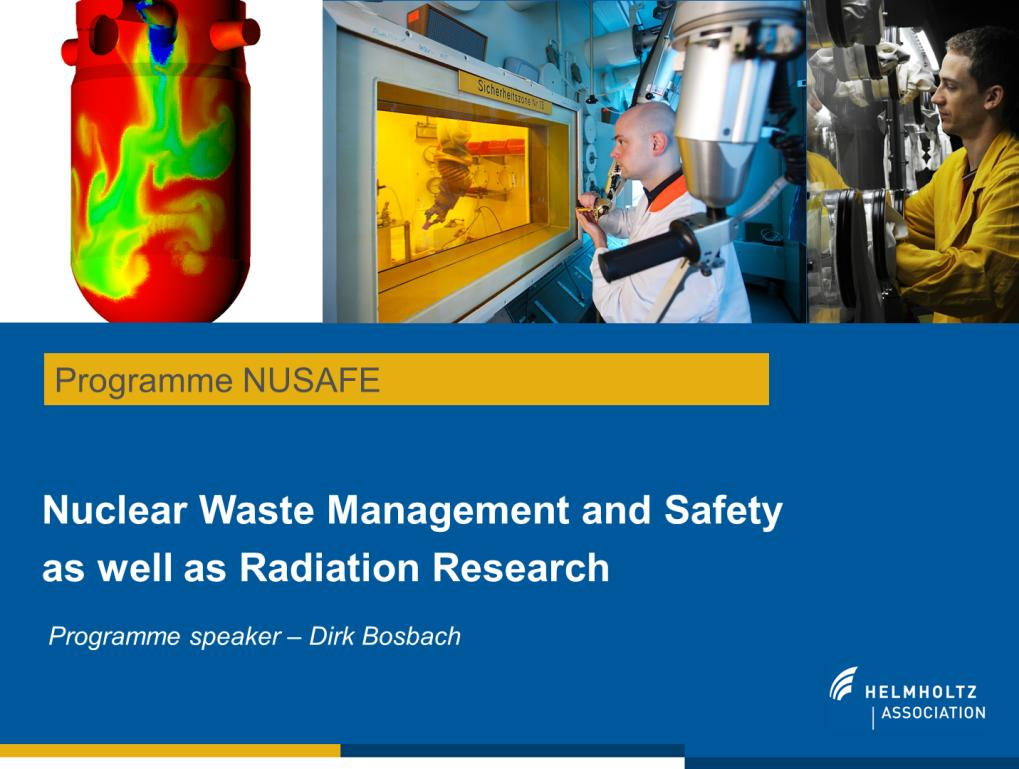 Sicherheitszone Nr.
Programme NUSAFE
Nuclear Waste Management and Safety
as well as Radiation Research
Programme speaker – Dirk Bosbach
HELMHOLTZ
ASSOCIATION